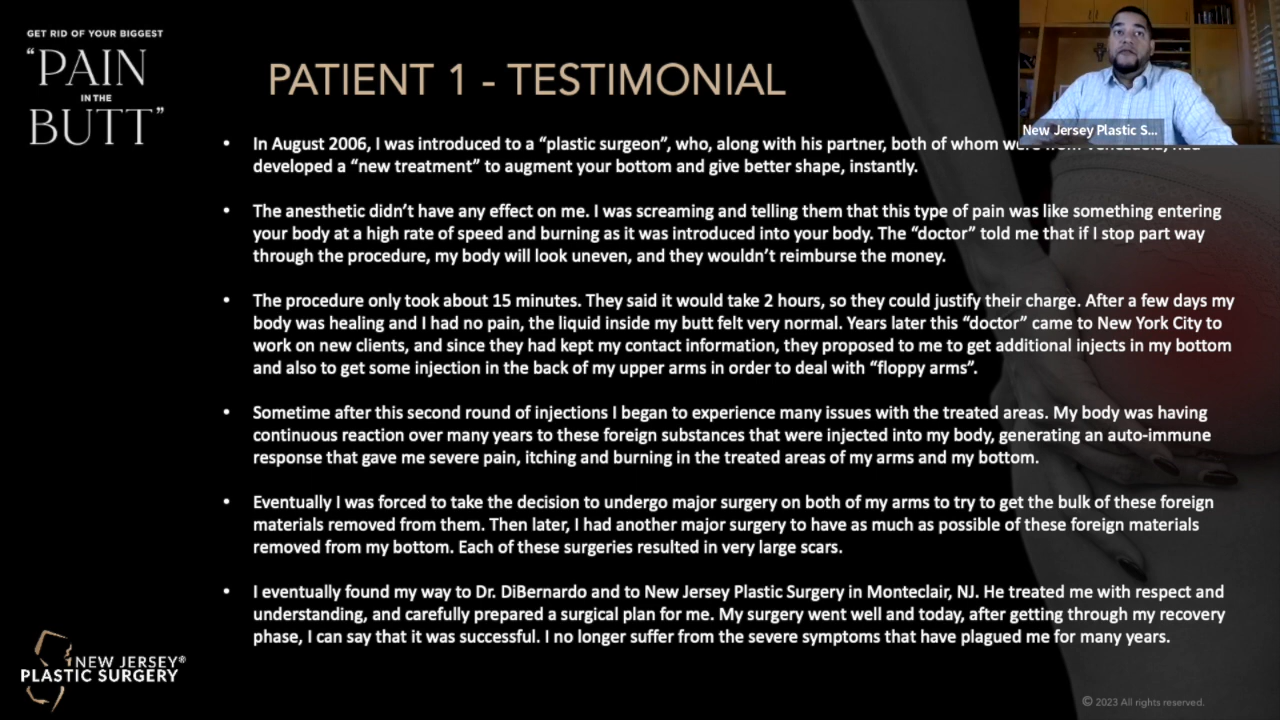 GET RID OF YOUR BIGGEST
“PAIN
IN THE
BUTT”
PATIENT 1 - TESTIMONIAL
New Jersey Plastic S...
• In August 2006, I was introduced to a “plastic surgeon”, who, along with his partner, both of whom
developed a “new treatment” to augment your bottom and give better shape, instantly.
• The anesthetic didn’t have any effect on me. I was screaming and telling them that this type of pain was like something entering
your body at a high rate of speed and burning as it was introduced into your body. The “doctor” told me that if I stop part way
through the procedure, my body will look uneven, and they wouldn’t reimburse the money.
• The procedure only took about 15 minutes. They said it would take 2 hours, so they could justify their charge. After a few days my
body was healing and I had no pain, the liquid inside my butt felt very normal. Years later this “doctor” came to New York City to
work on new clients, and since they had kept my contact information, they proposed to me to get additional injects in my bottom
and also to get some injection in the back of my upper arms in order to deal with “floppy arms”.
• Sometime after this second round of injections I began to experience many issues with the treated areas. My body was having
continuous reaction over many years to these foreign substances that were injected into my body, generating an auto-immune
response that gave me severe pain, itching and burning in the treated areas of my arms and my bottom.
• Eventually I was forced to take the decision to undergo major surgery on both of my arms to try to get the bulk of these foreign
materials removed from them. Then later, I had another major surgery to have as much as possible of these foreign materials
removed from my bottom. Each of these surgeries resulted in very large scars.
• I eventually found my way to Dr. DiBernardo and to New Jersey Plastic Surgery in Monteclair, NJ. He treated me with respect and
understanding, and carefully prepared a surgical plan for me. My surgery went well and today, after getting through my recovery
phase, I can say that it was successful. I no longer suffer from the severe symptoms that have plagued me for many years.
NEW JERSEY®
PLASTIC SURGERY
© 2023 All rights reserved.